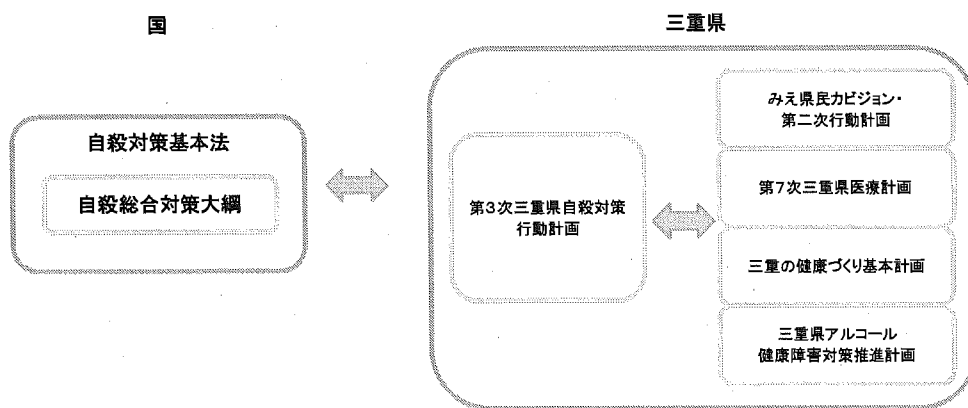 国
三重県
自殺対策基本法
自殺総合対策大綱
第３次三重県自殺対策
行動計画
みえ県民力ビジョン・
第二次行動計画
第７次三重県医療計画
三重の健康づくり基本計画
三重県アルコール
健康障害対策推進計画